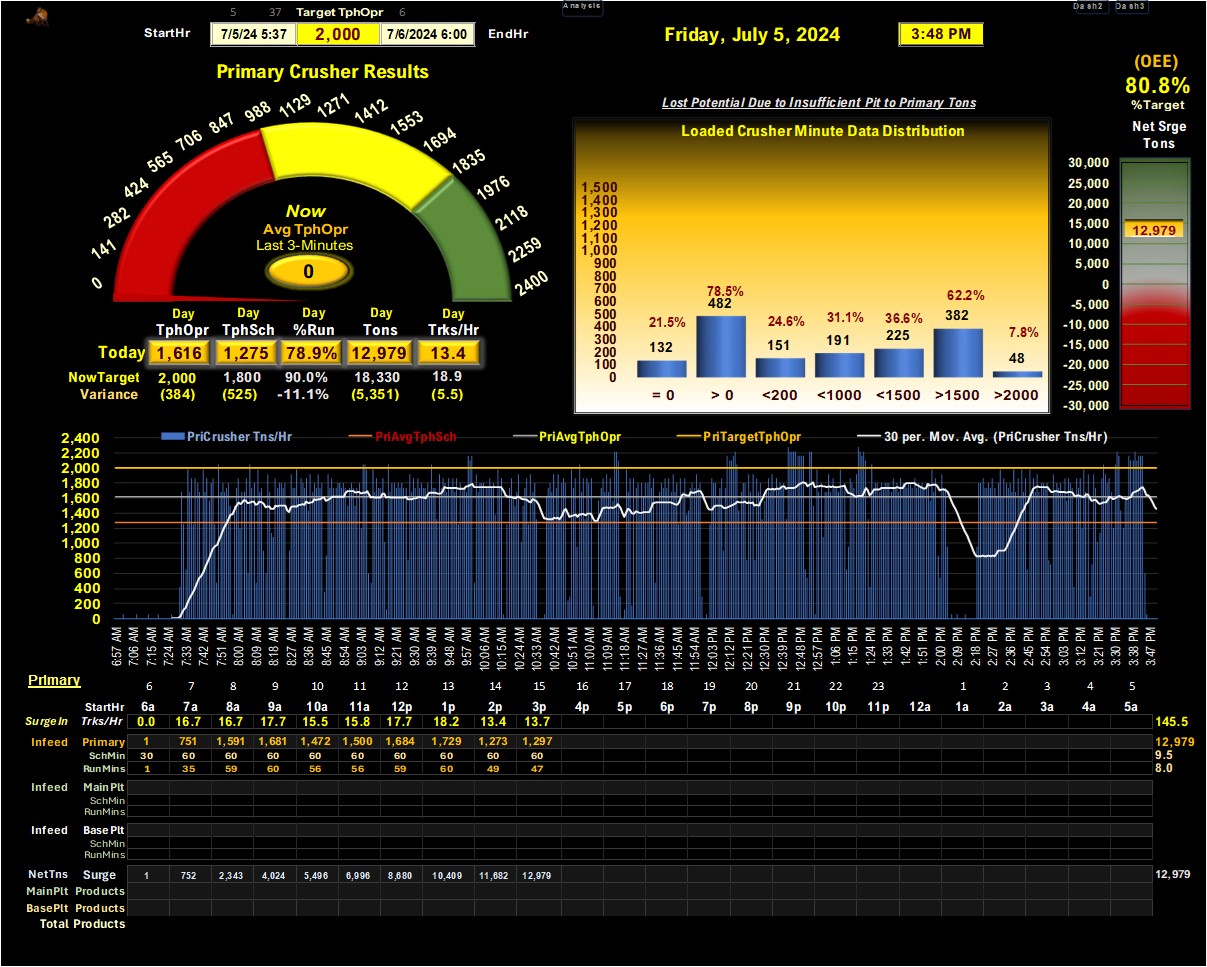 5 37 Target TphOpr 6 Analysis Dash2 Dash3
StartHr 7/5/24 5:37 2,000 7/6/2024 6:00 EndHr Friday, July 5, 2024 3:48 PM
Primary Crusher Results
0 141 282 424 565 706 847 988 1129 1271 1412 1553 1694 1835 1976 2118 2259 2400
Now
Avg TphOpr
Last 3-Minutes
0
Day Day Day Day Day
TphOpr TphSch %Run Tons Trks/Hr
Today 1,616 1,275 78.9% 12,979 13.4
NowTarget 2,000 1,800 90.0% 18,330 18.9
Variance (384) (525) -11.1% (5,351) (5.5)
Lost Potential Due to Insufficient Pit to Primary Tons
Loaded Crusher Minute Data Distribution
1,500
1,400
1,300
1,200
1,100
1,000
900
800
700
600
500
400
300
200
100
0
21.5% 78.5% 24.6% 31.1% 36.6% 62.2% 7.8%
132 482 151 191 225 382 48
= 0 > 0 <200 <1000 <1500 >1500 >2000
(OEE)
80.8%
%Target
Net Srge
Tons
30,000
25,000
20,000
15,000
10,000
5,000
0
-5,000
-10,000
-15,000
-20,000
-25,000
-30,000
12,979
PriCrusher Tns/Hr PriAvgTphSch PriAvgTphOpr PriTargetTphOpr 30 per. Mov. Avg. (PriCrusher Tns/Hr)
2,400
2,200
2,000
1,800
1,600
1,400
1,200
1,000
800
600
400
200
0
6:57 AM 7:06 AM 7:15 AM 7:24 AM 7:33 AM 7:42 AM 7:51 AM 8:00 AM 8:09 AM 8:18 AM 8:27 AM 8:36 AM 8:45 AM 8:54 AM 9:03 AM 9:12 AM 9:21 AM 9:30 AM 9:39 AM 9:48 AM 9:57 AM 10:06 AM 10:15 AM 10:24 AM 10:33 AM 10:42 AM 10:51 AM 11:00 AM 11:09 AM 11:18 AM 11:27 AM 11:36 AM 11:45 AM 11:54 AM 12:03 PM 12:12 PM 12:21 PM 12:30 PM 12:39 PM 12:48 PM 12:57 PM 1:06 PM 1:15 PM 1:24 PM 1:33 PM 1:42 PM 1:51 PM 2:00 PM 2:09 PM 2:18 PM 2:27 PM 2:36 PM 2:45 PM 2:54 PM 3:03 PM 3:12 PM 3:21 PM 3:30 PM 3:38 PM 3:47 PM
Primary
6 7 8 9 10 11 12 13 14 15 16 17 18 19 20 21 22 23 1 2 3 4 5
StartHr 6a 7a 8a 9a 10a 11a 12p 1p 2p 3p 4p 5p 6p 7p 8p 9p 10p 11p 12a 1a 2a 3a 4a 5a
SurgeIn Trks/Hr 0.0 16.7 16.7 17.7 15.5 15.8 17.7 18.2 13.4 13.7 145.5
Infeed Primary 1 751 1,591 1,681 1,472 1,500 1,684 1,729 1,273 1,297 12,979
SchMin 30 60 60 60 60 60 60 60 60 60 9.5
RunMins 1 35 59 60 56 56 59 60 49 47 8.0
Infeed MainPlt
SchMin
RunMins
Infeed BasePlt
SchMin
RunMins
NetTns Surge 1 752 2,343 4,024 5,496 6,996 8,680 10,409 11,682 12,979 12,979
MainPlt Products
BasePlt Products
Total Products